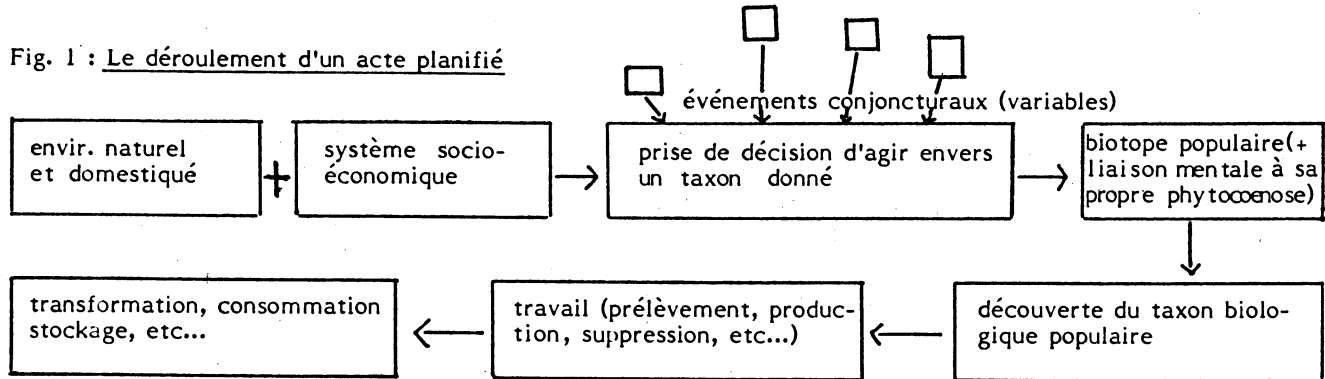 Fig. 1 : Le déroulement d'un acte planifié
événements conjoncturaux (variables)
envir. naturel
et domestiqué
+
système socio-
économique
prise de décision d'agir envers
un taxon donné
biotope populaire(+
liaison mentale à sa
propre phytocoenose)
découverte du taxon biolo-
gique populaire
travail (prélèvement, produc-
tion, suppression, etc...)
transformation, consommation
stockage, etc...